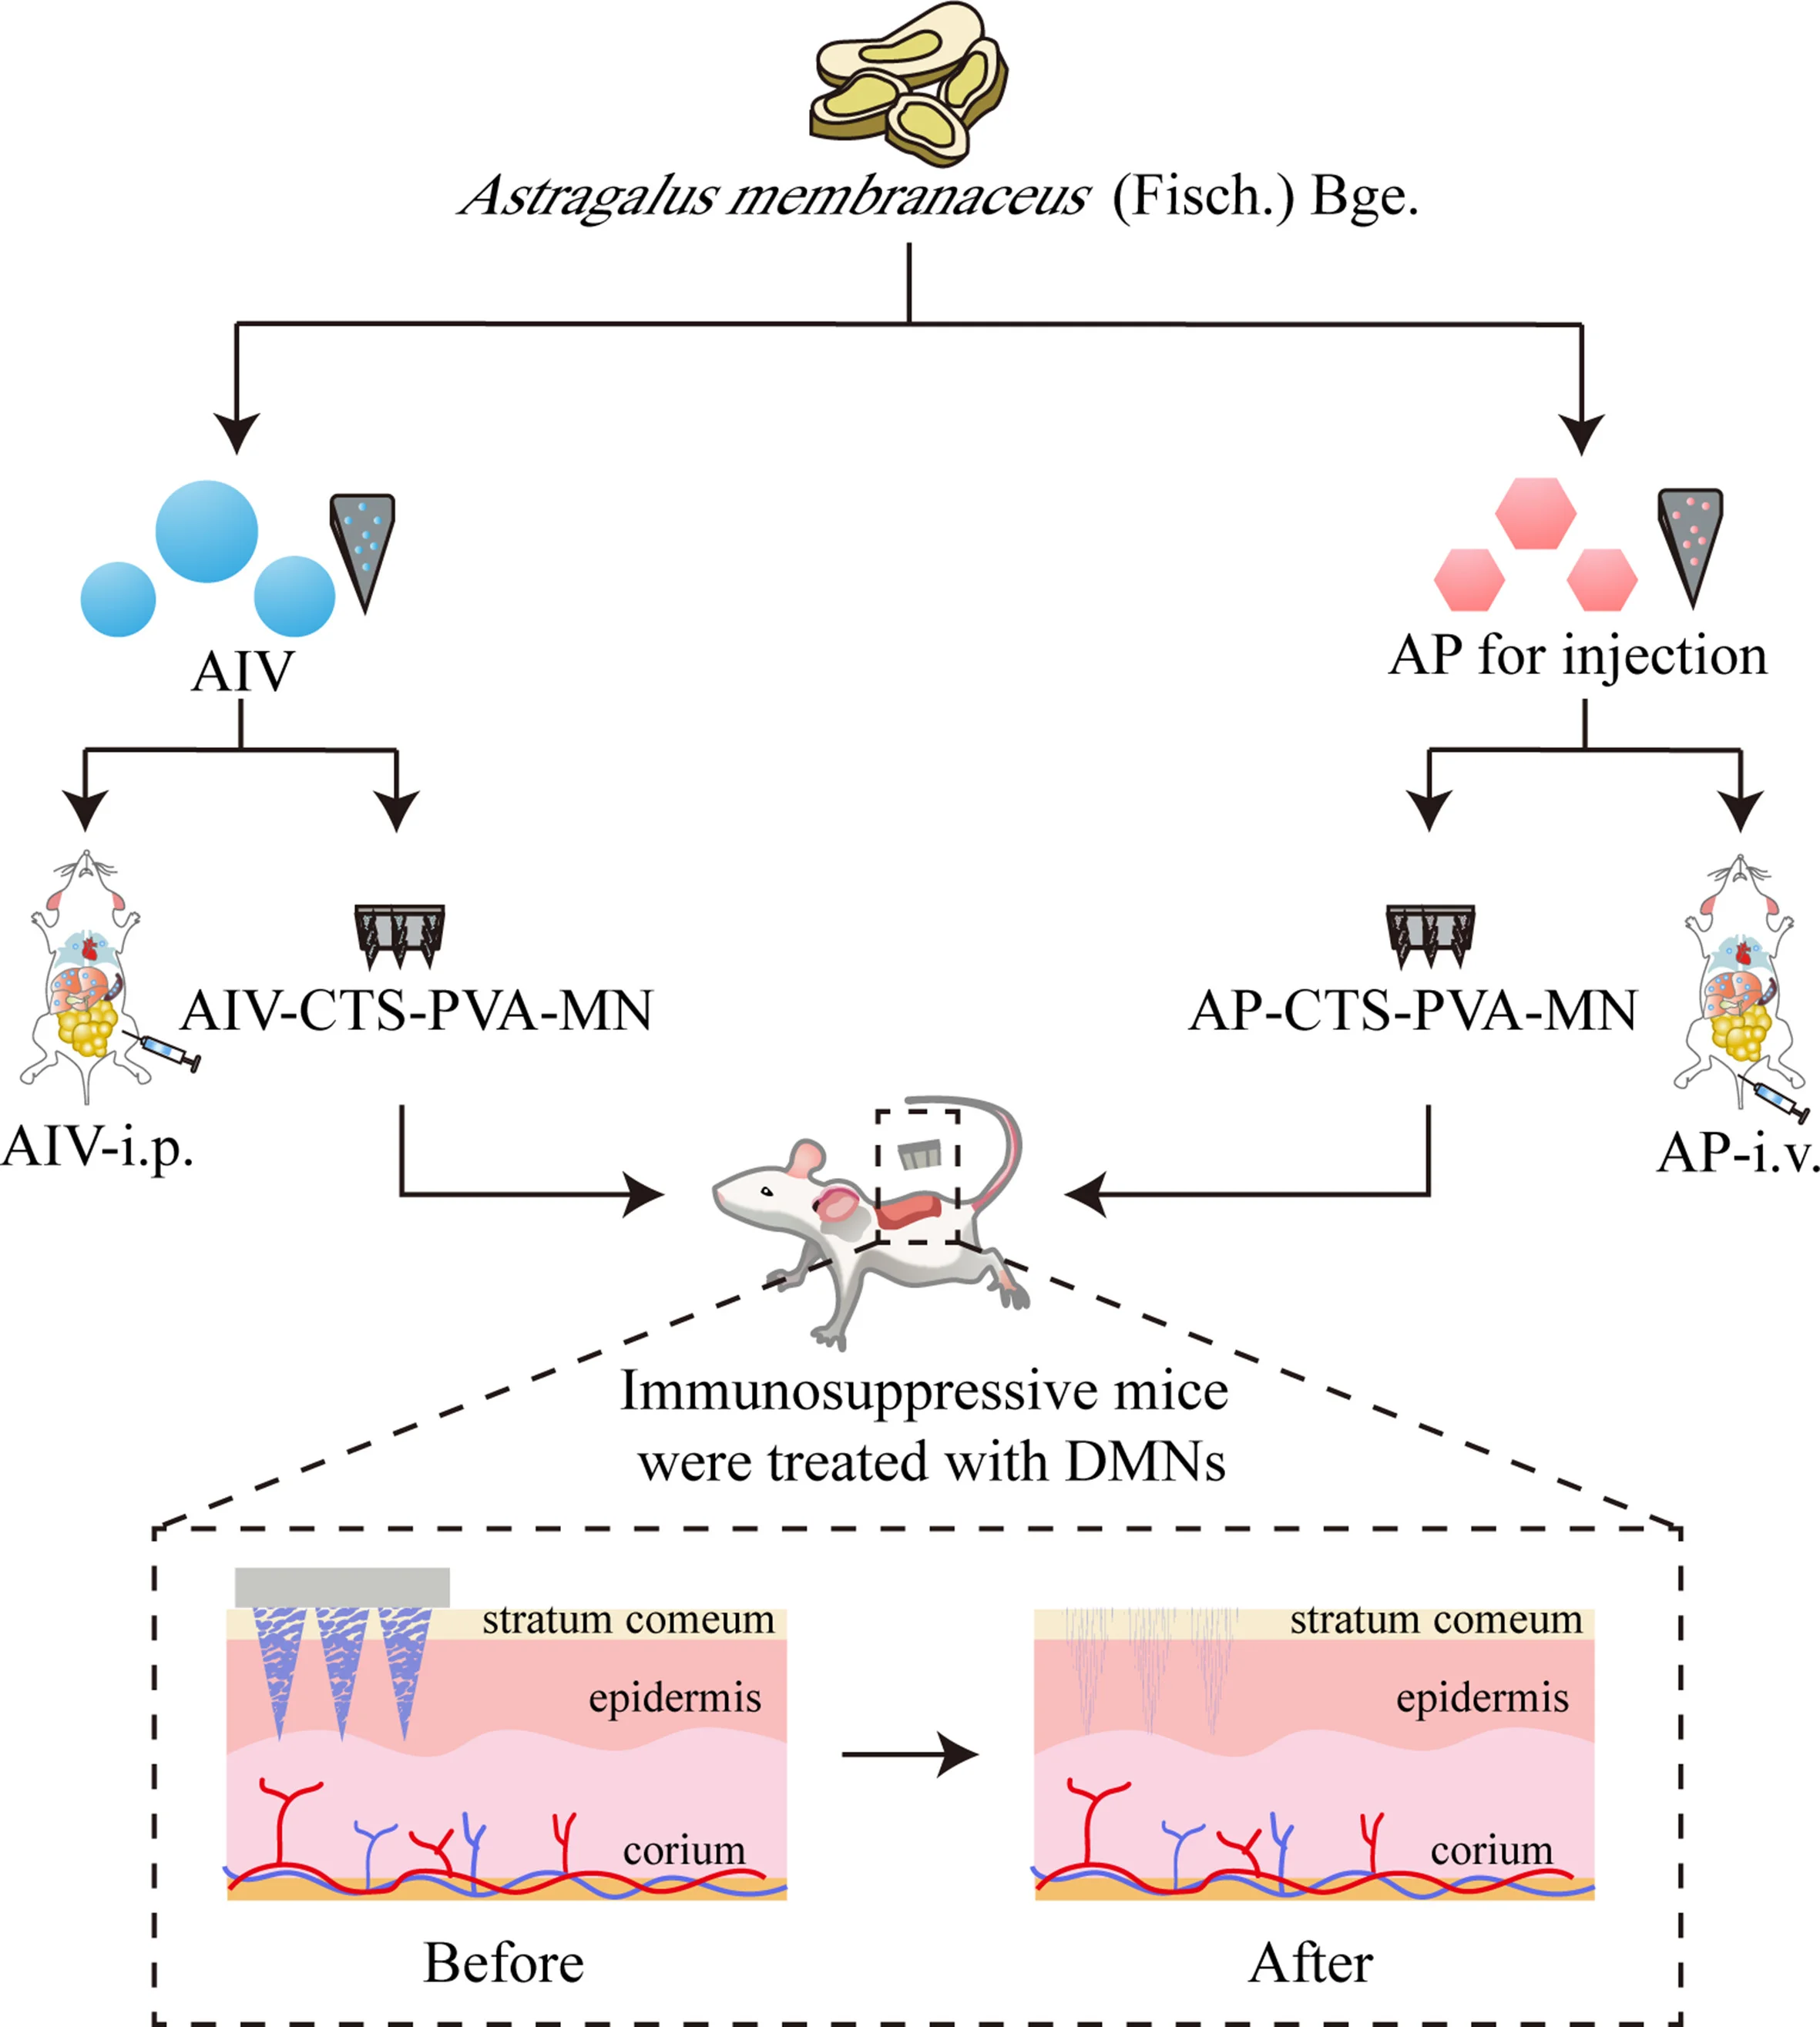 Astragalus membranaceus (Fisch.) Bge.
AIV
AP for injection
AIV-CTS-PVA-MN
AP-CTS-PVA-MN
AIV-i.p.
AP-i.v.
Immunosuppressive mice
were treated with DMNs
stratum comeum
epidermis
corium
Before
stratum comeum
epidermis
corium
After